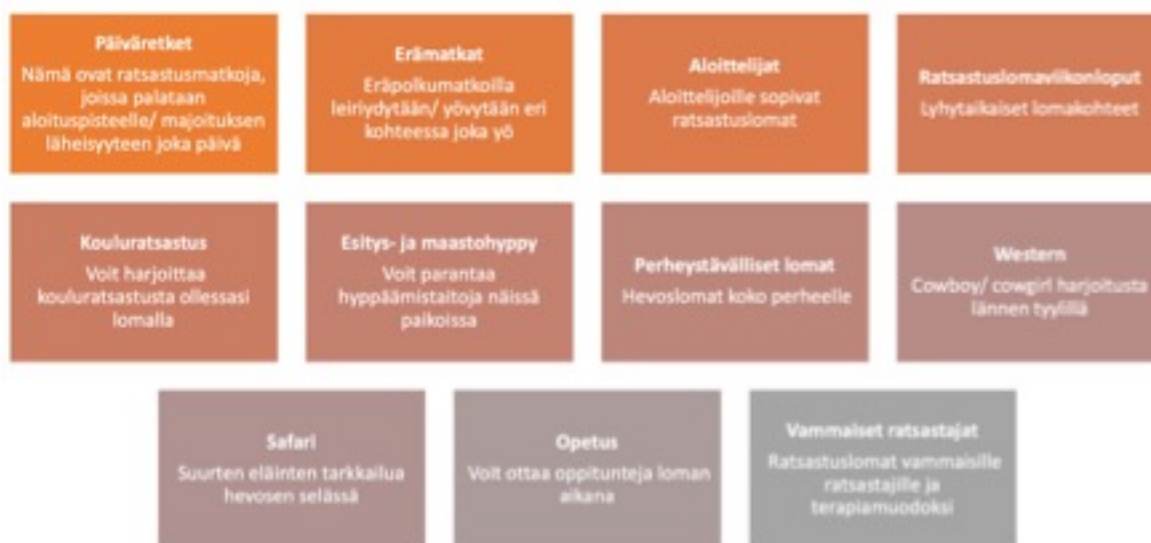 Päiväretket
Nämä ovat ratsastusmatkoja,
joissa palataan
aloituspisteelle/ majoituksen
läheisyyteen joka päivä
Erämatkat
Eräpolkumatkoilla
leiriydytään/ yövytään eri
kohteessa joka yö
Aloittelijat
Aloittelijoille sopivat
ratsastuslomat
Ratsastuslomaviikonloput
Lyhytaikaiset lomakohteet
Kouluratsastus
Voit harjoittaa
kouluratsastusta ollessasi
lomalla
Esitys- ja maastohyppy
Voit parantaa
hyppäämistaitoja näissä
paikoissa
Perheystävälliset lomat
Hevoslomat koko perheelle
Western
Cowboy/ cowgirl harjoitusta
lännen tyylillä
Safari
Suurten eläinten tarkkailua
hevosen selässä
Opetus
Voit ottaa oppitunteja loman
aikana
Vammaiset ratsastajat
Ratsastuslomat vammaisille
ratsastajille ja
terapiamuodoksi